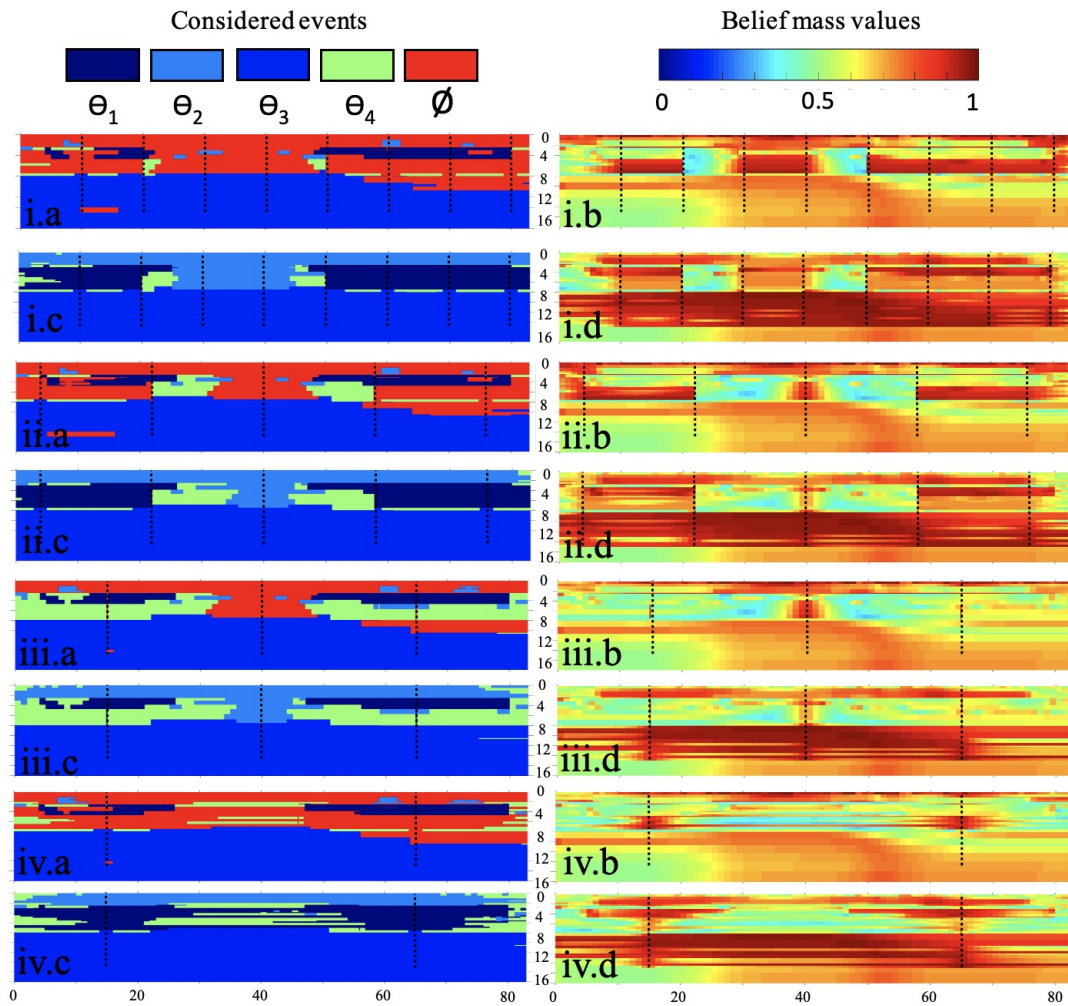 Considered events
Belief mass values
Θ1 Θ2 Θ3 Θ4 Ø
0 0.5 1
i.a
0
4
8
12
16
i.b
i.c
0
4
8
12
16
i.d
ii.a
0
4
8
12
16
ii.b
ii.c
0
4
8
12
16
ii.d
iii.a
0
4
8
12
16
iii.b
iii.c
0
4
8
12
16
iii.d
iv.a
0
4
8
12
16
iv.b
iv.c
0
4
8
12
16
iv.d
0 20 40 60 80
0 20 40 60 80